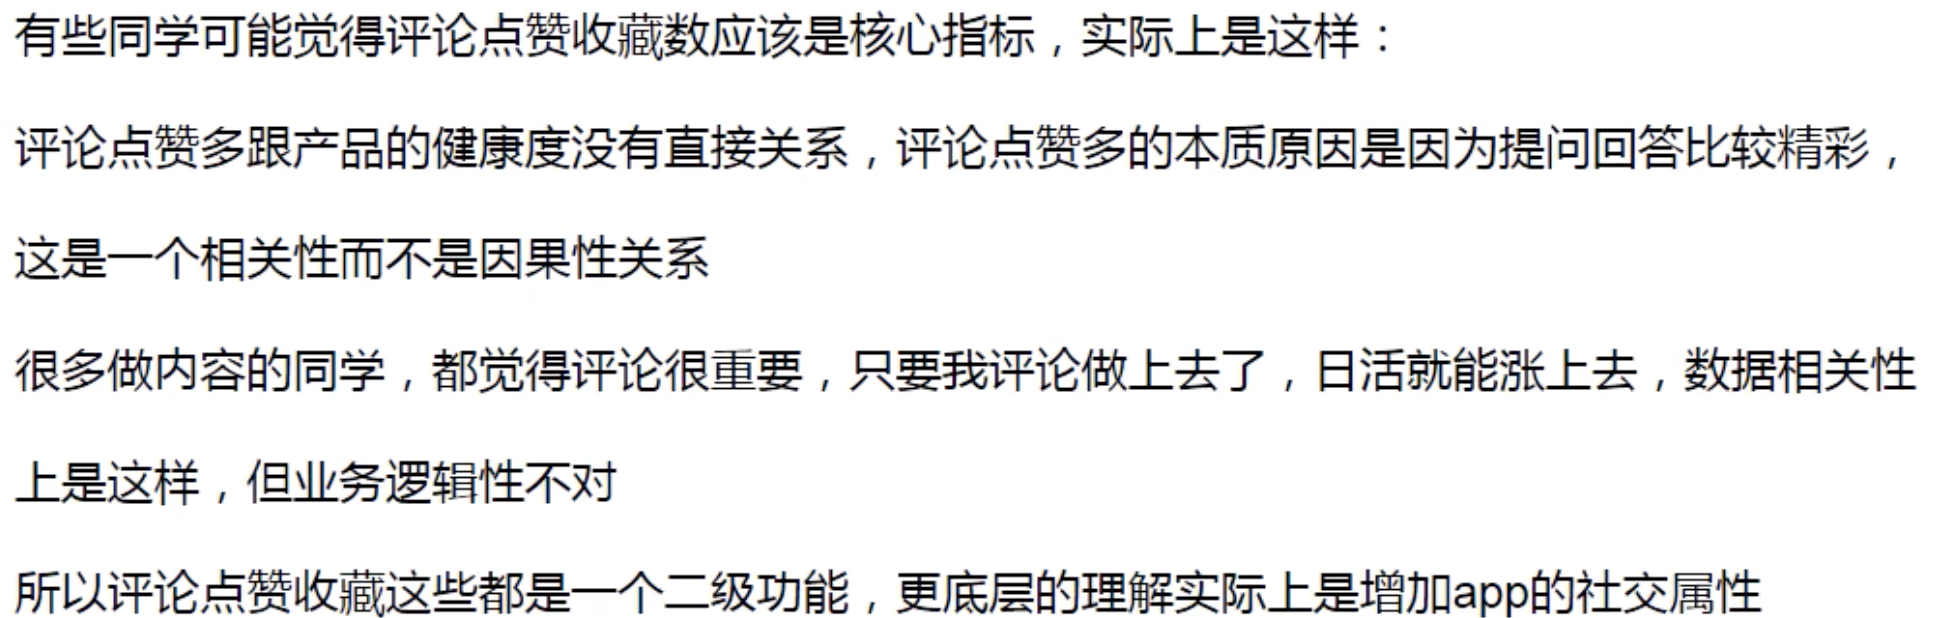 有些同学可能觉得评论点赞收藏数应该是核心指标，实际上是这样：
评论点赞多跟产品的健康度没有直接关系，评论点赞多的本质原因是因为提问回答比较精彩，
这是一个相关性而不是因果性关系
很多做内容的同学，都觉得评论很重要，只要我评论做上去了，日活就能涨上去，数据相关性
上是这样，但业务逻辑性不对
所以评论点赞收藏这些都是一个二级功能，更底层的理解实际上是增加app的社交属性